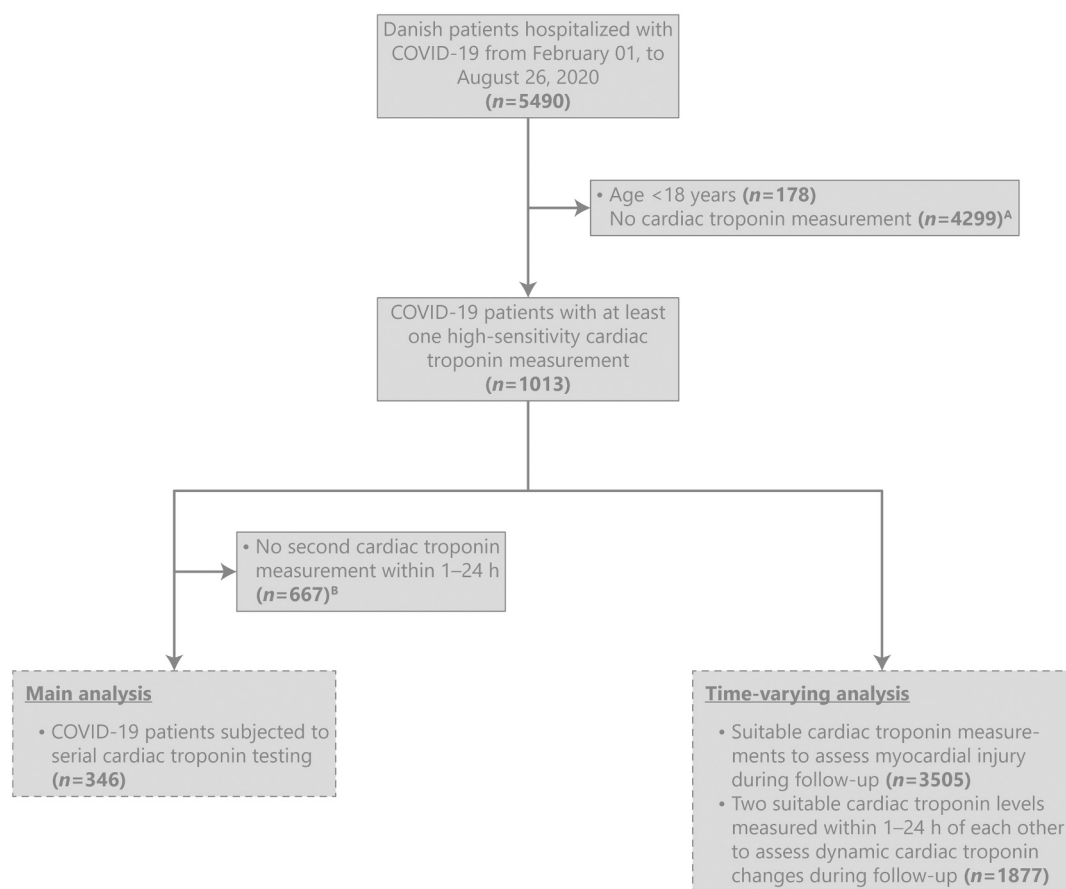 Danish patients hospitalized with
COVID-19 from February 01, to
August 26, 2020
(n=5490)
• Age <18 years (n=178)
No cardiac troponin measurement (n=4299)ᴬ
COVID-19 patients with at least
one high-sensitivity cardiac
troponin measurement
(n=1013)
• No second cardiac troponin
measurement within 1–24 h
(n=667)ᴮ
Main analysis
• COVID-19 patients subjected to
serial cardiac troponin testing
(n=346)
Time-varying analysis
• Suitable cardiac troponin measure-
ments to assess myocardial injury
during follow-up (n=3505)
• Two suitable cardiac troponin levels
measured within 1–24 h of each other
to assess dynamic cardiac troponin
changes during follow-up (n=1877)